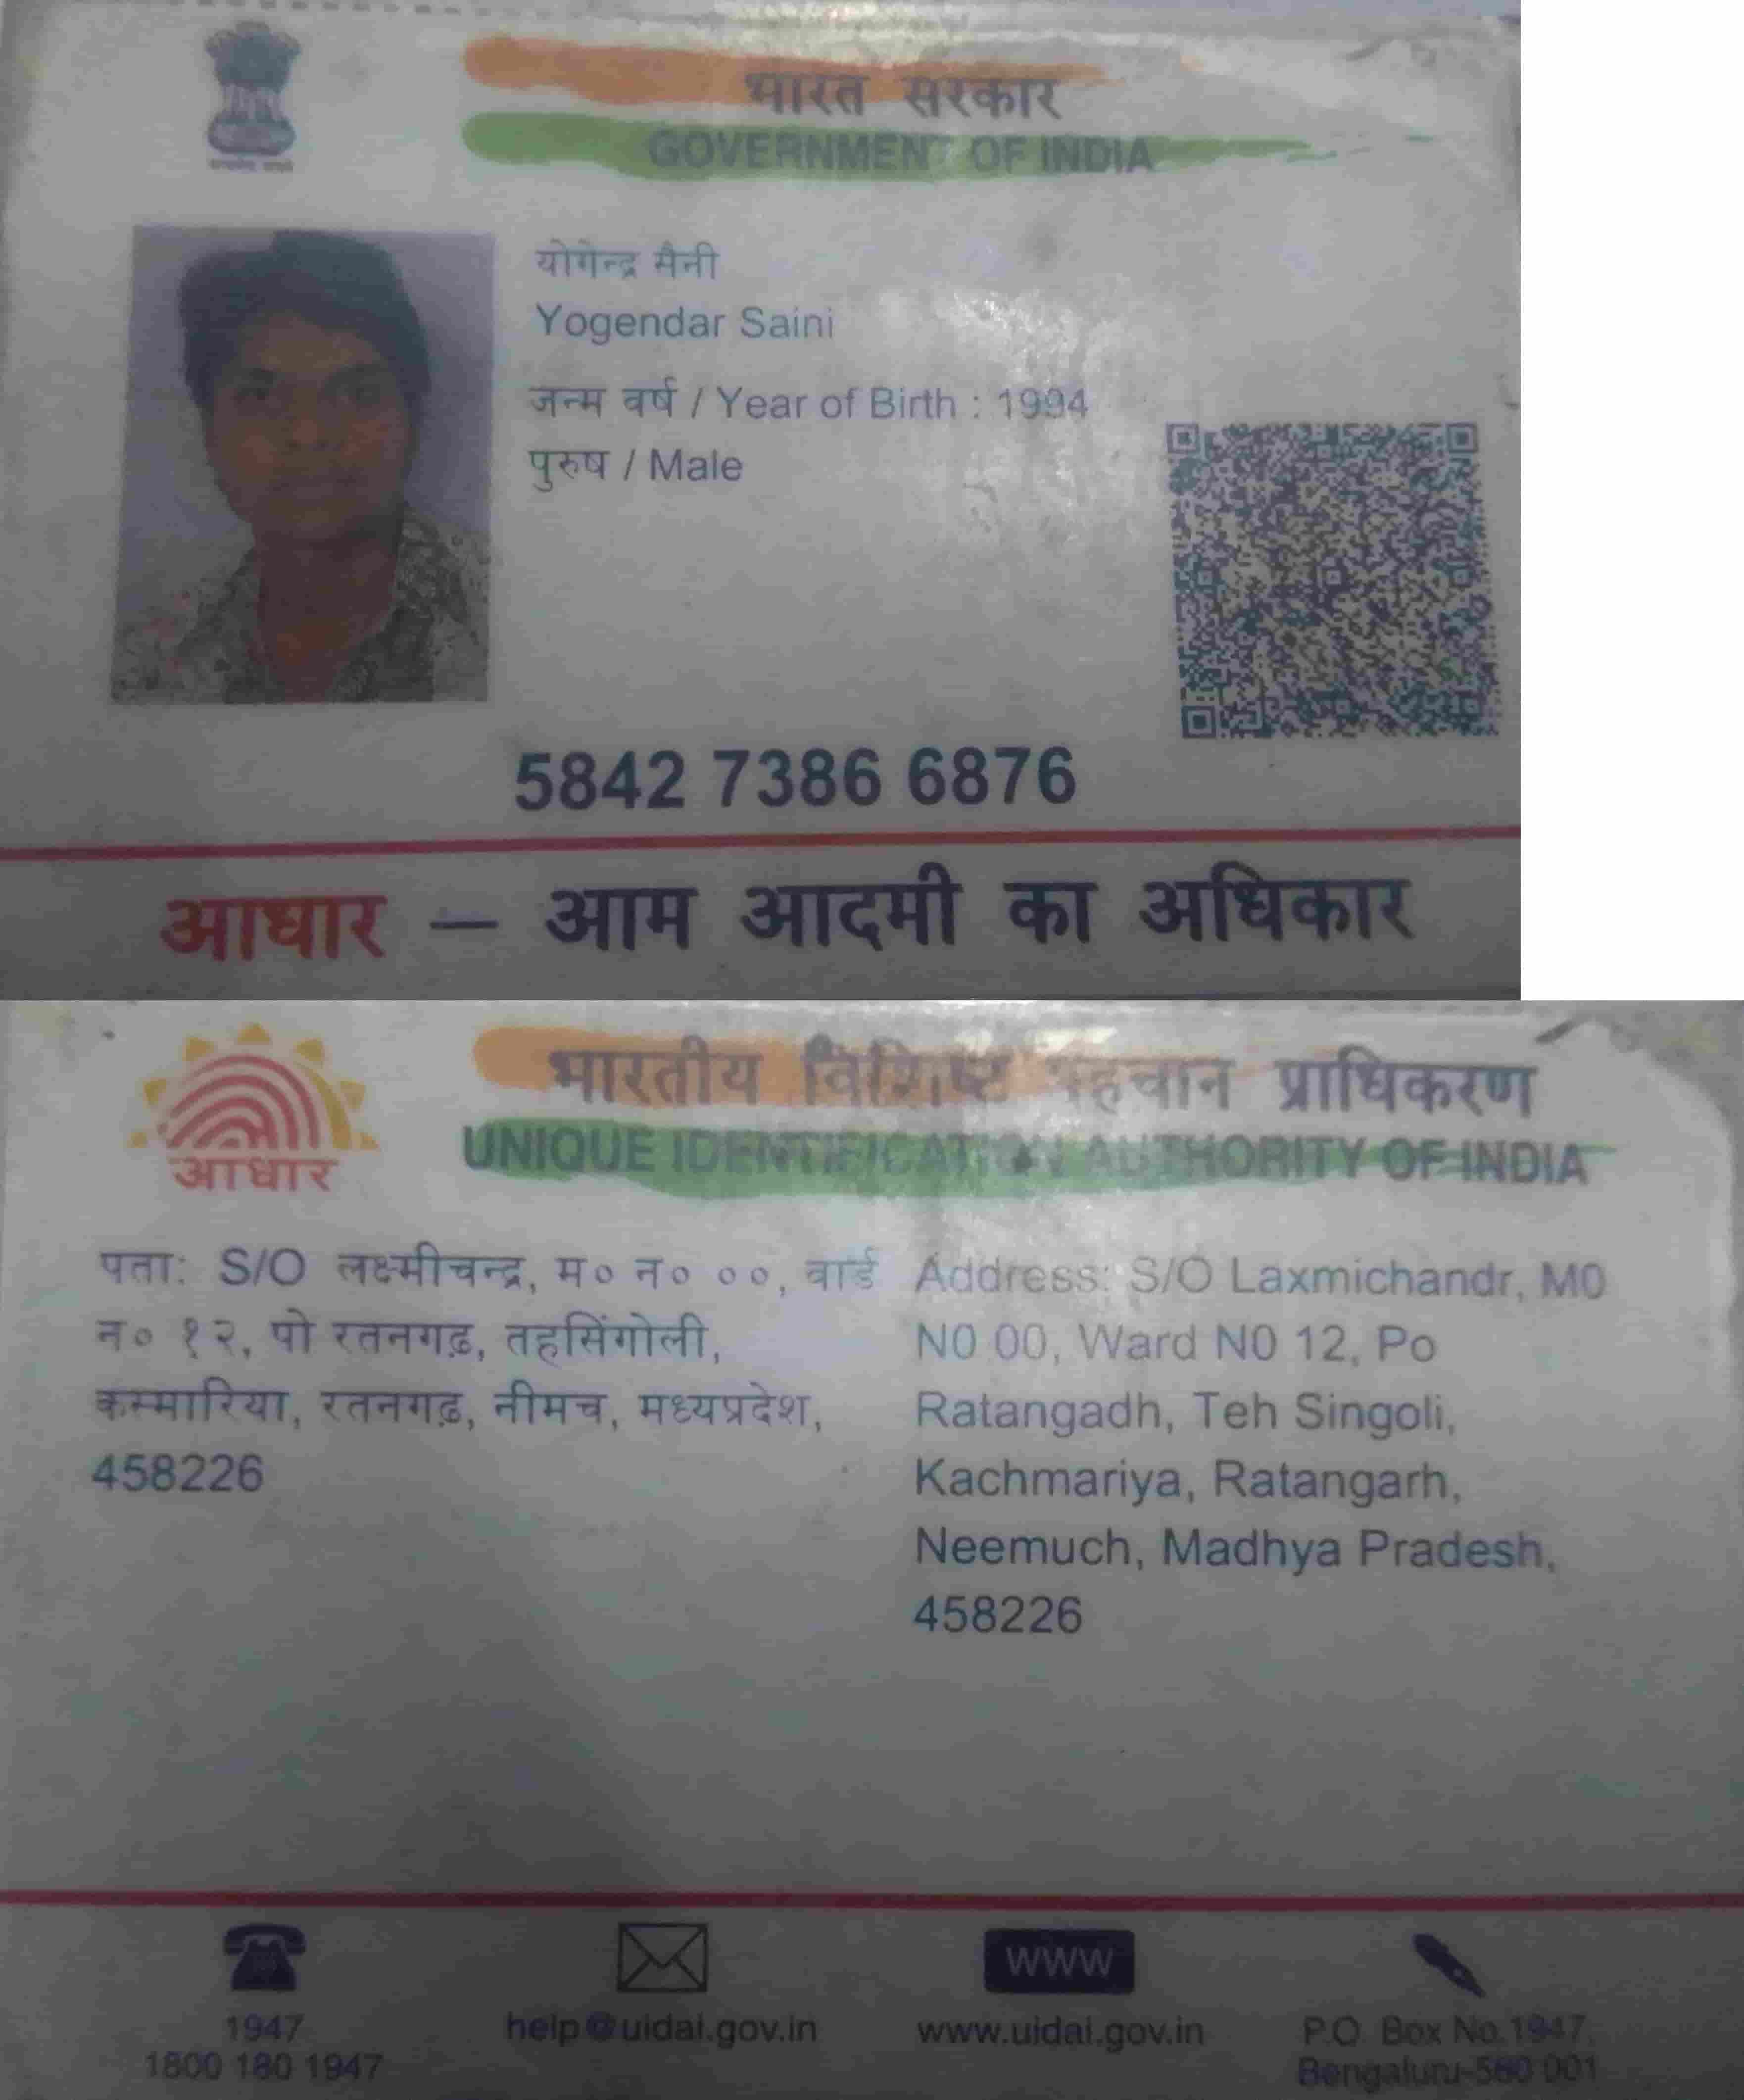 भारत सरकार
GOVERNMENT OF INDIA
योगेन्द्र सैनी
Yogendar Saini
जन्म वर्ष / Year of Birth : 1994
पुरुष / Male
5842 7386 6876
आधार — आम आदमी का अधिकार
भारतीय विशिष्ट पहचान प्राधिकरण
UNIQUE IDENTIFICATION AUTHORITY OF INDIA
आधार
पता: S/O लक्ष्मीचन्द्र, म० न० ००, वार्ड
न० १२, पो रतनगढ़, तहसिंगोली,
कस्मारिया, रतनगढ़, नीमच, मध्यप्रदेश,
458226
Address: S/O Laxmichandr, M0
N0 00, Ward N0 12, Po
Ratangadh, Teh Singoli,
Kachmariya, Ratangarh,
Neemuch, Madhya Pradesh,
458226
1947
1800 180 1947
help@uidai.gov.in
www
www.uidai.gov.in
P.O. Box No.1947,
Bengaluru-560 001